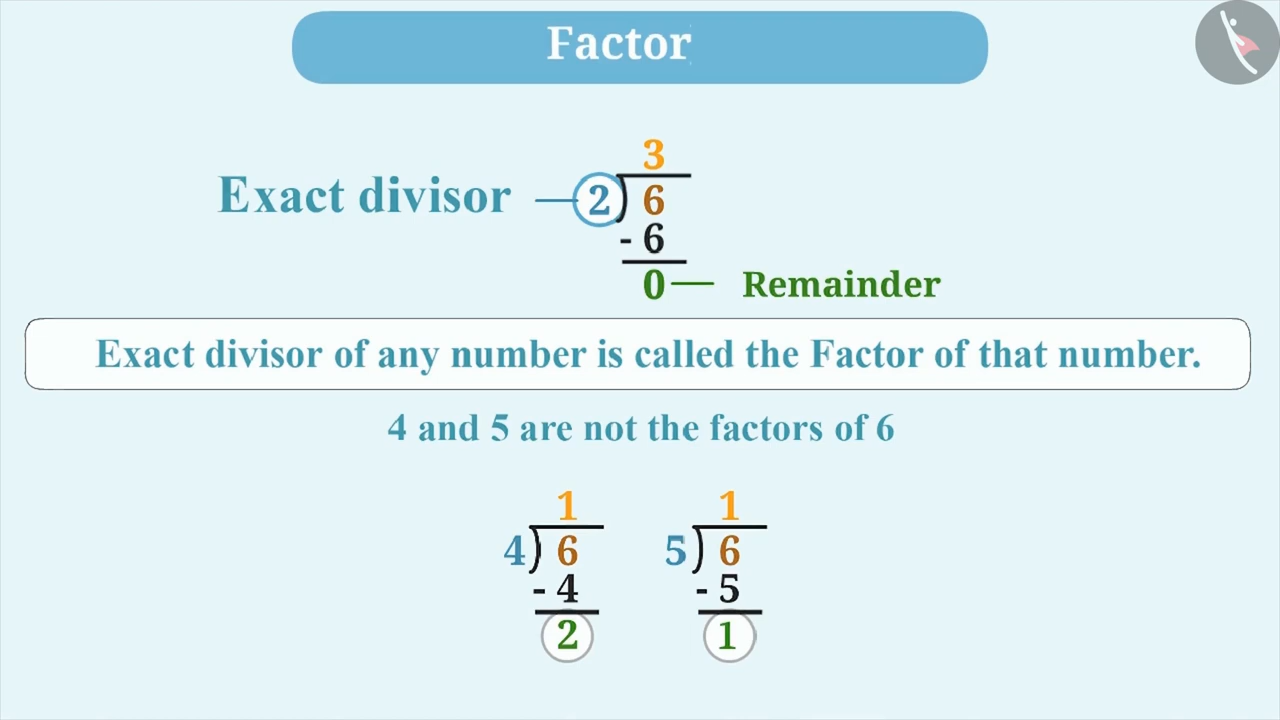 Factor
3
Exact divisor 2 6
- 6
0 Remainder
Exact divisor of any number is called the Factor of that number.
4 and 5 are not the factors of 6
1 1
4 6 5 6
- 4 - 5
2 1